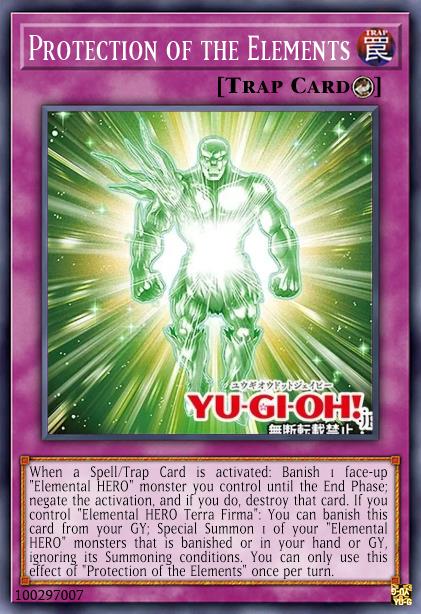 PROTECTION OF THE ELEMENTS
TRAP
罠
[TRAP CARD]
ユウギオウドットジェイピー
YU-GI-OH!
無断転載禁止
When a Spell/Trap Card is activated: Banish 1 face-up
"Elemental HERO" monster you control until the End Phase;
negate the activation, and if you do, destroy that card. If you
control "Elemental HERO Terra Firma": You can banish this
card from your GY; Special Summon 1 of your "Elemental
HERO" monsters that is banished or in your hand or GY,
ignoring its Summoning conditions. You can only use this
effect of "Protection of the Elements" once per turn.
100297007